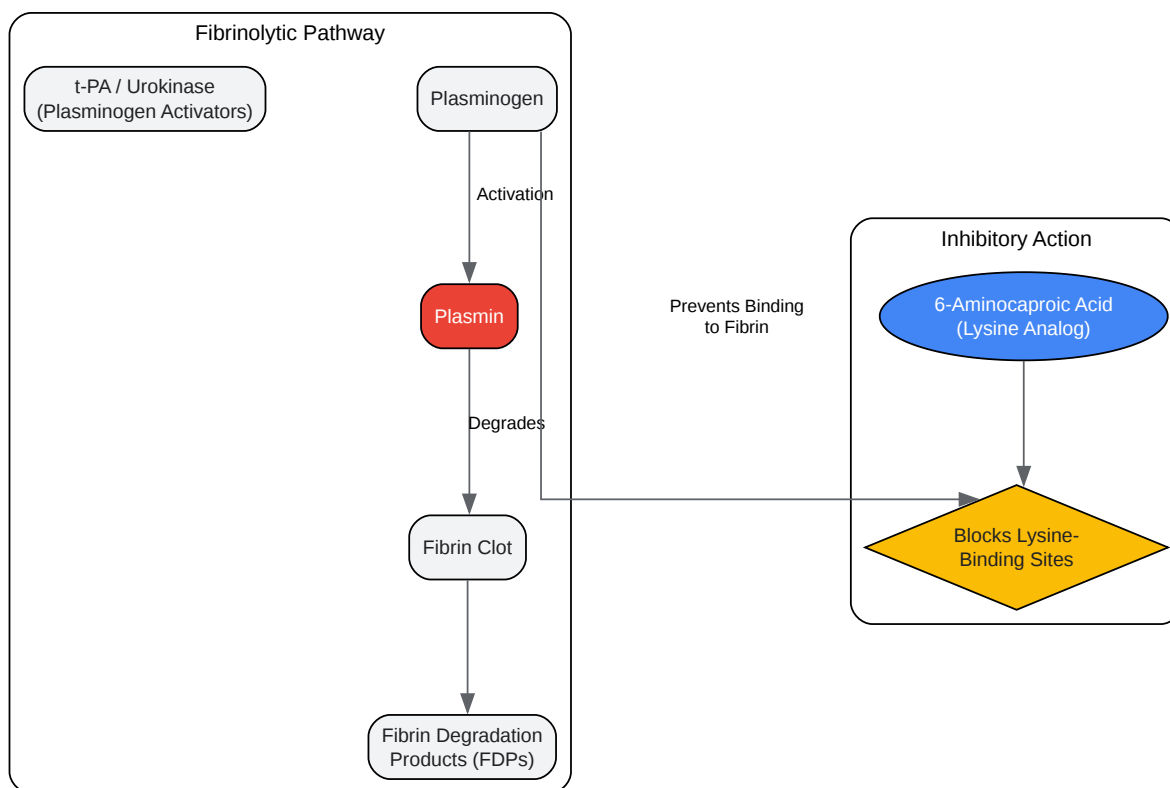 Fibrinolytic Pathway
t-PA / Urokinase
(Plasminogen Activators)
Plasminogen
Activation
Plasmin
Degrades
Fibrin Clot
Fibrin Degradation
Products (FDPs)
Prevents Binding
to Fibrin
Inhibitory Action
6-Aminocaproic Acid
(Lysine Analog)
Blocks Lysine-
Binding Sites